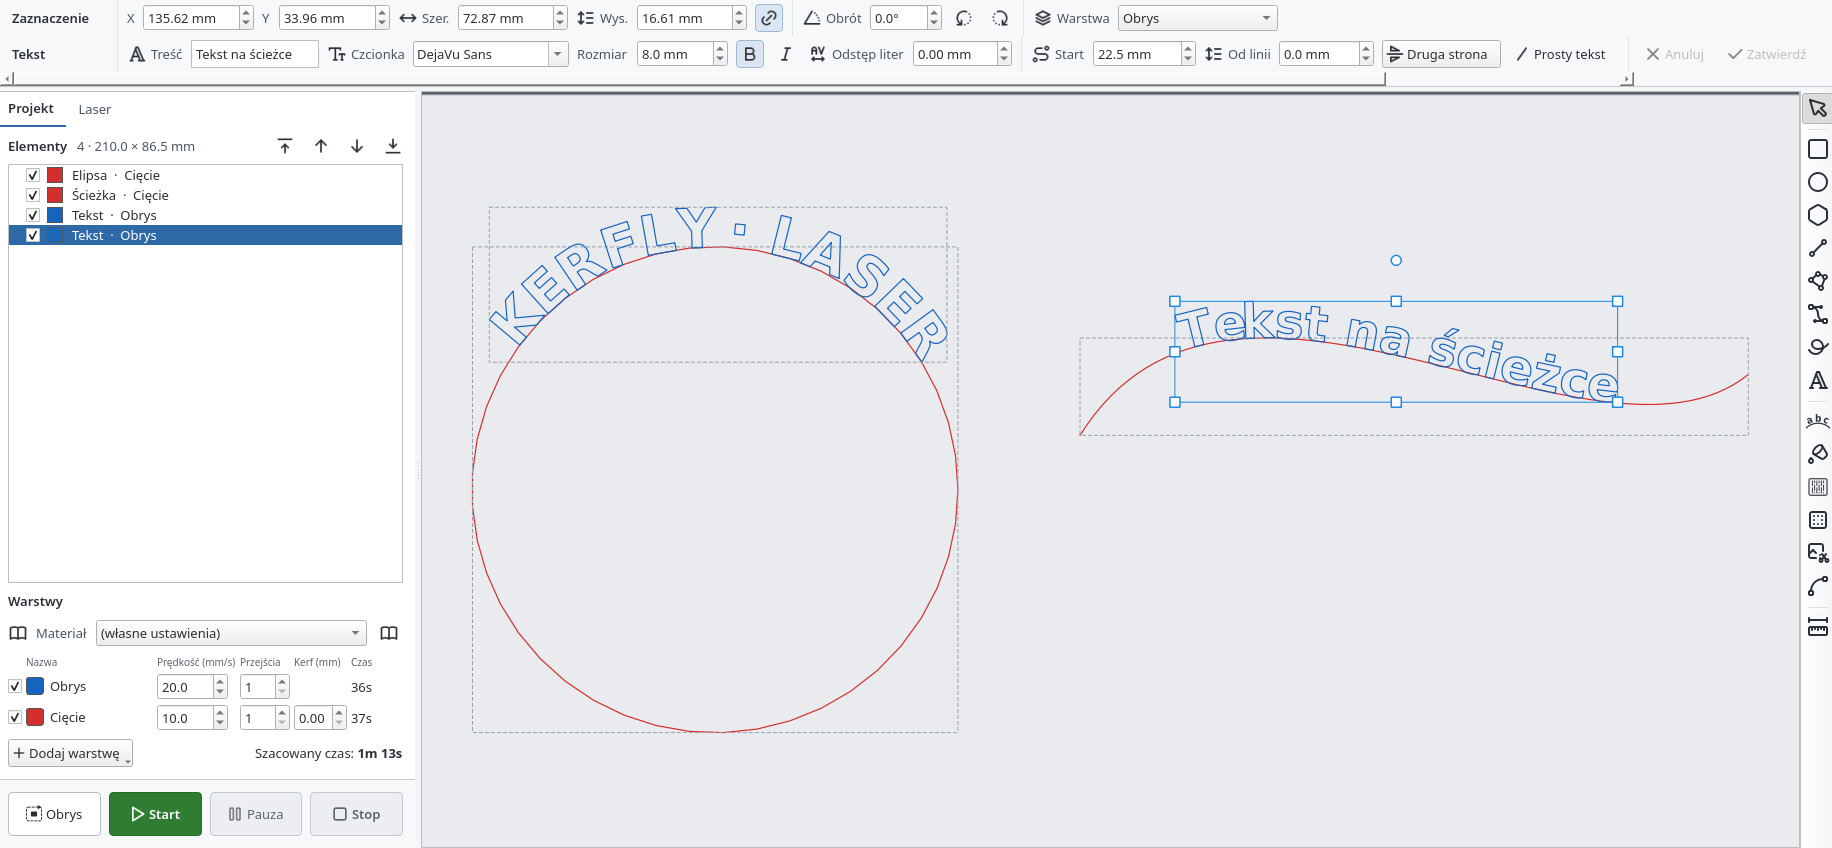 Zaznaczenie X 135.62 mm Y 33.96 mm Szer. 72.87 mm Wys. 16.61 mm Obrót 0.0° Warstwa Obrys
Tekst Treść Tekst na ścieżce Czcionka DejaVu Sans Rozmiar 8.0 mm B I Odstęp liter 0.00 mm Start 22.5 mm Od linii 0.0 mm Druga strona Prosty tekst Anuluj Zatwierdź
Projekt Laser
Elementy 4 · 210.0 × 86.5 mm
Elipsa · Cięcie
Ścieżka · Cięcie
Tekst · Obrys
Tekst · Obrys
Warstwy
Materiał (własne ustawienia)
Nazwa Prędkość (mm/s) Przejścia Kerf (mm) Czas
Obrys 20.0 1 36s
Cięcie 10.0 1 0.00 37s
Dodaj warstwę Szacowany czas: 1m 13s
Obrys Start Pauza Stop
KERFLY · LASER
Tekst na ścieżce
A
abc